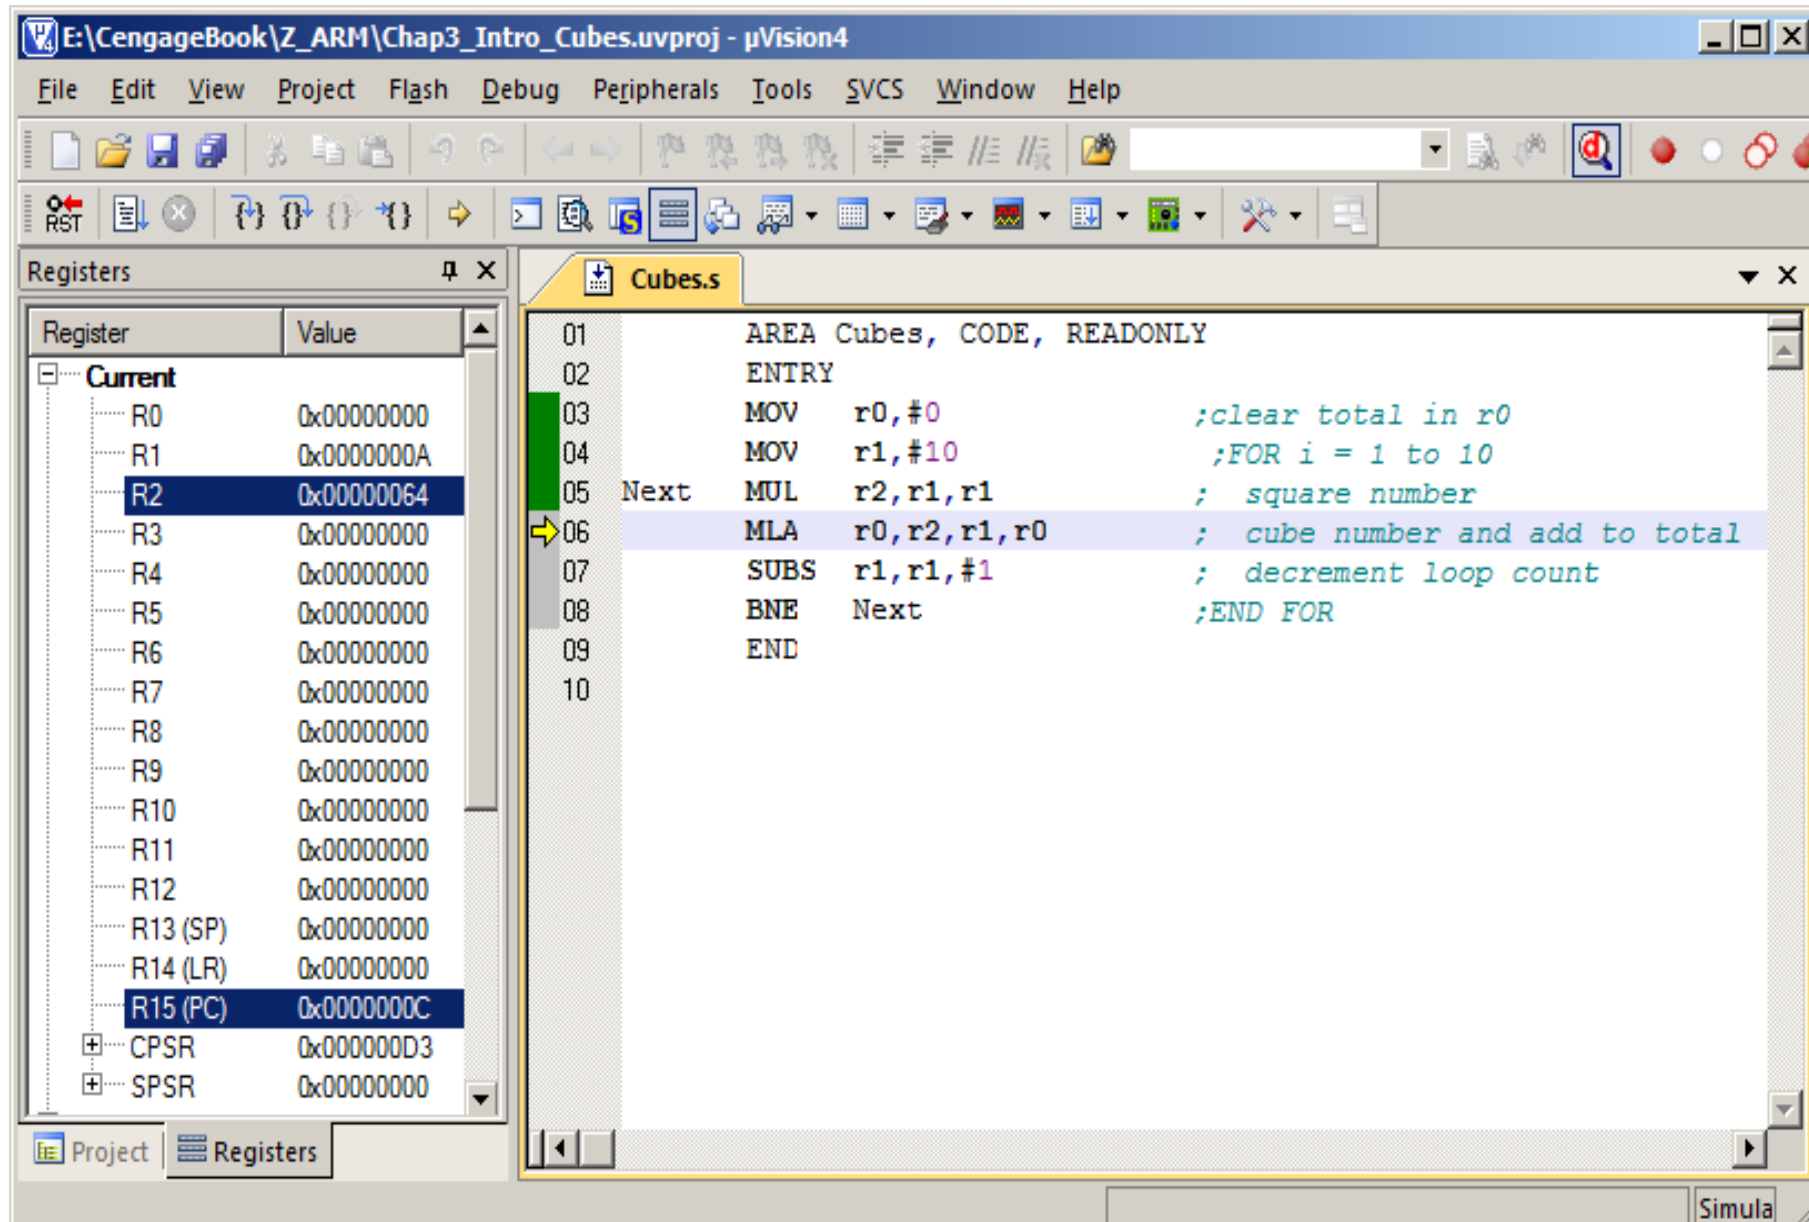 E:\CengageBook\Z_ARM\Chap3_Intro_Cubes.uvproj - µVision4
File Edit View Project Flash Debug Peripherals Tools SVCS Window Help
RST
Registers
Cubes.s
Register Value
Current
R0 0x00000000
R1 0x0000000A
R2 0x00000064
R3 0x00000000
R4 0x00000000
R5 0x00000000
R6 0x00000000
R7 0x00000000
R8 0x00000000
R9 0x00000000
R10 0x00000000
R11 0x00000000
R12 0x00000000
R13 (SP) 0x00000000
R14 (LR) 0x00000000
R15 (PC) 0x0000000C
CPSR 0x000000D3
SPSR 0x00000000
Project Registers
01 AREA Cubes, CODE, READONLY
02 ENTRY
03 MOV r0,#0 ;clear total in r0
04 MOV r1,#10 ;FOR i = 1 to 10
05 Next MUL r2,r1,r1 ; square number
06 MLA r0,r2,r1,r0 ; cube number and add to total
07 SUBS r1,r1,#1 ; decrement loop count
08 BNE Next ;END FOR
09 END
10
Simula